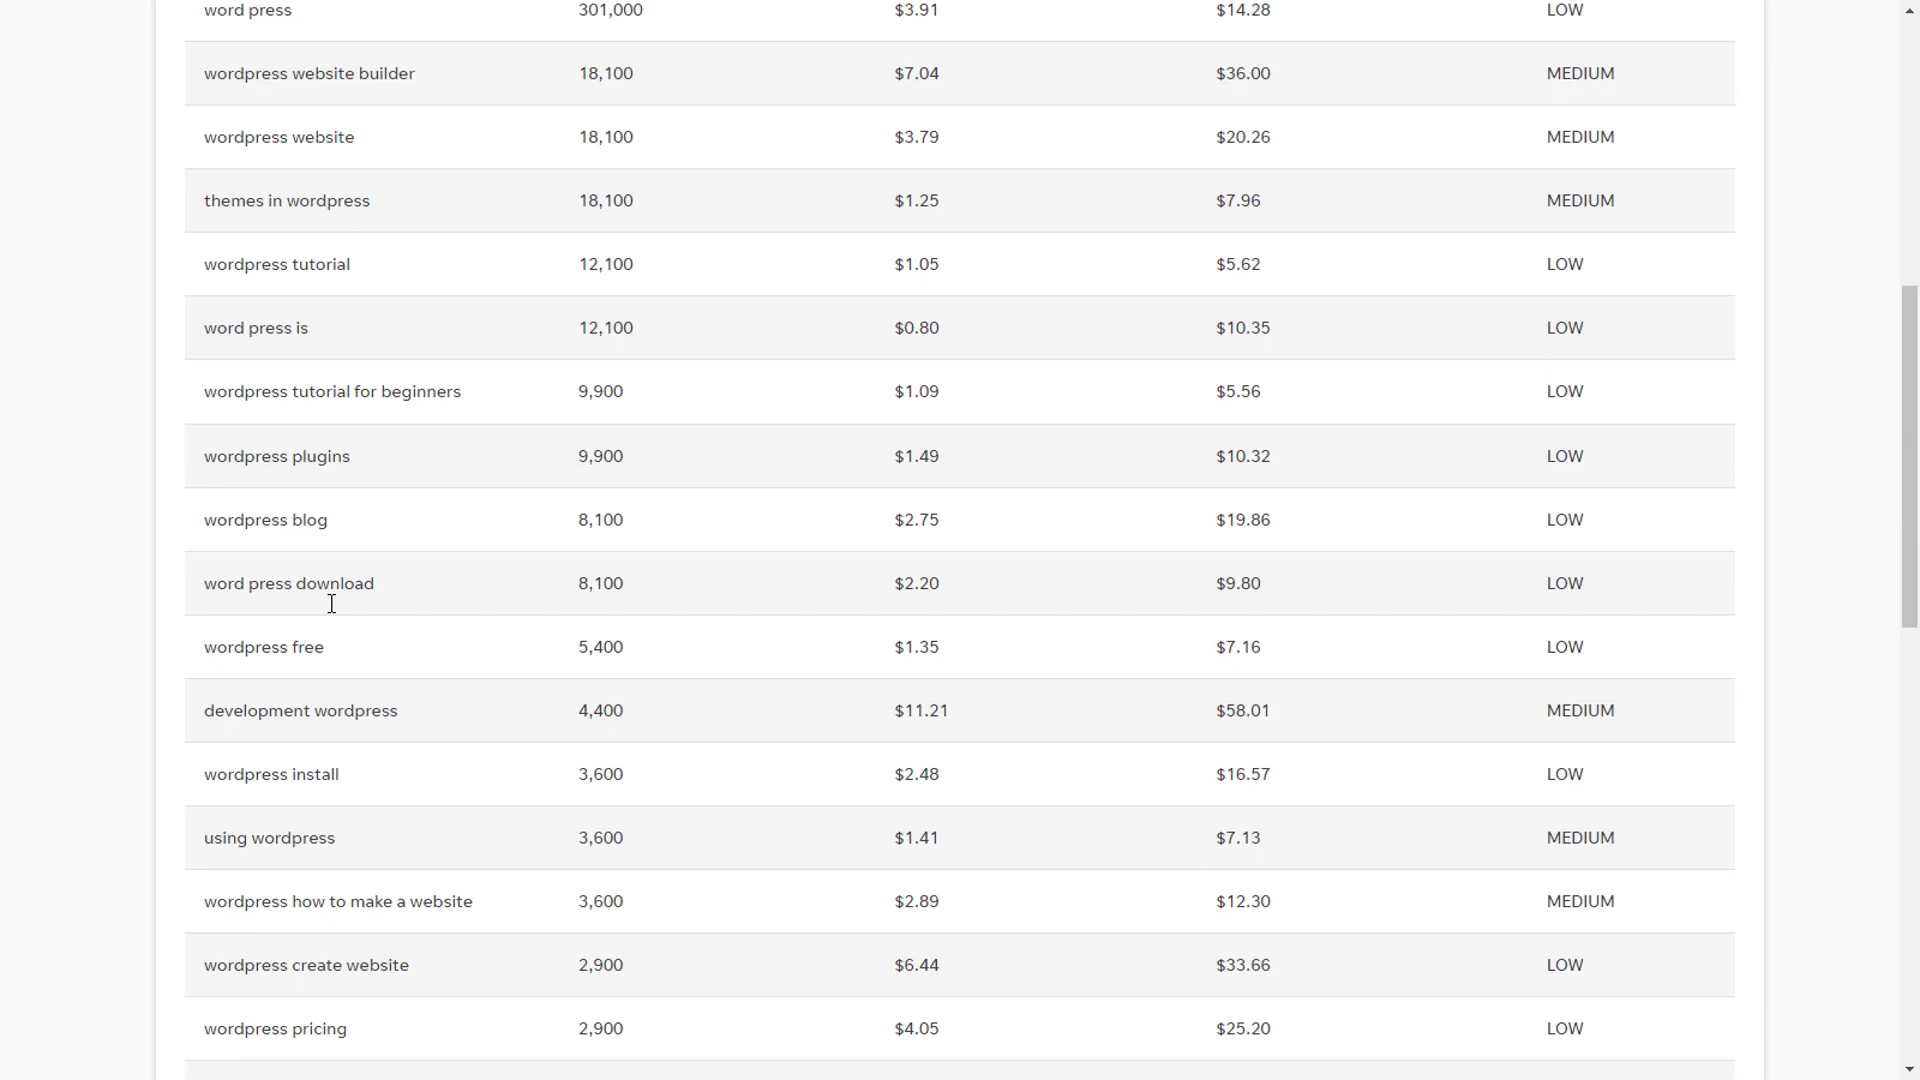 word press 301,000 $3.91 $14.28 LOW
wordpress website builder 18,100 $7.04 $36.00 MEDIUM
wordpress website 18,100 $3.79 $20.26 MEDIUM
themes in wordpress 18,100 $1.25 $7.96 MEDIUM
wordpress tutorial 12,100 $1.05 $5.62 LOW
word press is 12,100 $0.80 $10.35 LOW
wordpress tutorial for beginners 9,900 $1.09 $5.56 LOW
wordpress plugins 9,900 $1.49 $10.32 LOW
wordpress blog 8,100 $2.75 $19.86 LOW
word press download 8,100 $2.20 $9.80 LOW
wordpress free 5,400 $1.35 $7.16 LOW
development wordpress 4,400 $11.21 $58.01 MEDIUM
wordpress install 3,600 $2.48 $16.57 LOW
using wordpress 3,600 $1.41 $7.13 MEDIUM
wordpress how to make a website 3,600 $2.89 $12.30 MEDIUM
wordpress create website 2,900 $6.44 $33.66 LOW
wordpress pricing 2,900 $4.05 $25.20 LOW